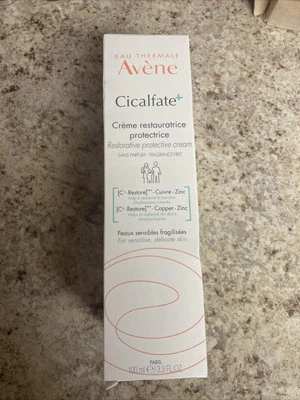 EAU THERMALE
Avène
Cicalfate+
Crème restauratrice
protectrice
Restorative protective cream
SANS PARFUM - FRAGRANCE FREE
[C+-Restore]™ - Cuivre - Zinc
[C+-Restore]™ - Copper - Zinc
Peaux sensibles fragilisées
For sensitive, delicate skin
PARIS
100 ml e 3.3 FL.OZ